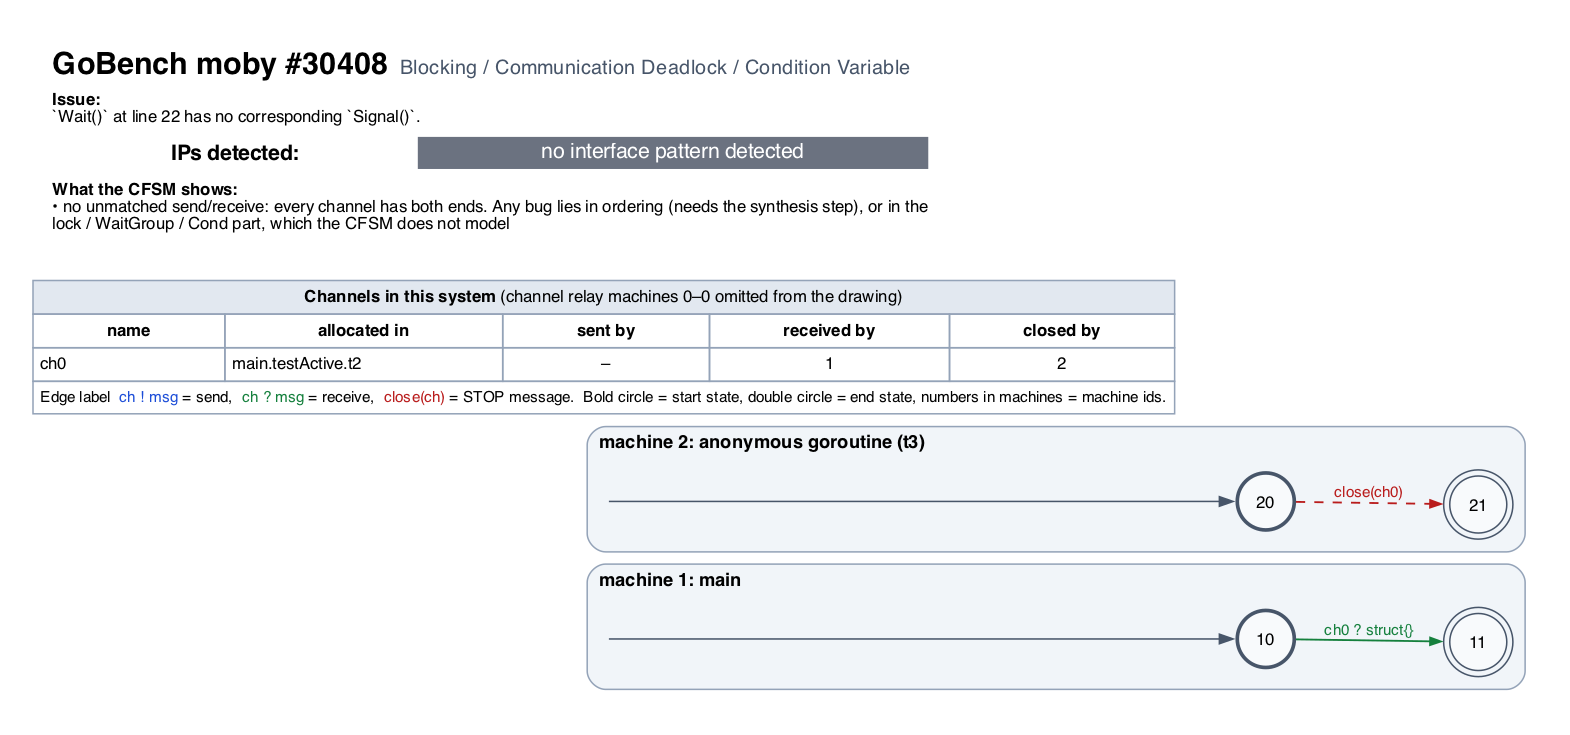 GoBench moby #30408 Blocking / Communication Deadlock / Condition Variable
Issue:
`Wait()` at line 22 has no corresponding `Signal()`.
IPs detected: no interface pattern detected
What the CFSM shows:
• no unmatched send/receive: every channel has both ends. Any bug lies in ordering (needs the synthesis step), or in the
lock / WaitGroup / Cond part, which the CFSM does not model
Channels in this system (channel relay machines 0–0 omitted from the drawing)
name allocated in sent by received by closed by
ch0 main.testActive.t2 – 1 2
Edge label ch ! msg = send, ch ? msg = receive, close(ch) = STOP message. Bold circle = start state, double circle = end state, numbers in machines = machine ids.
machine 2: anonymous goroutine (t3)
20 close(ch0) 21
machine 1: main
10 ch0 ? struct{} 11